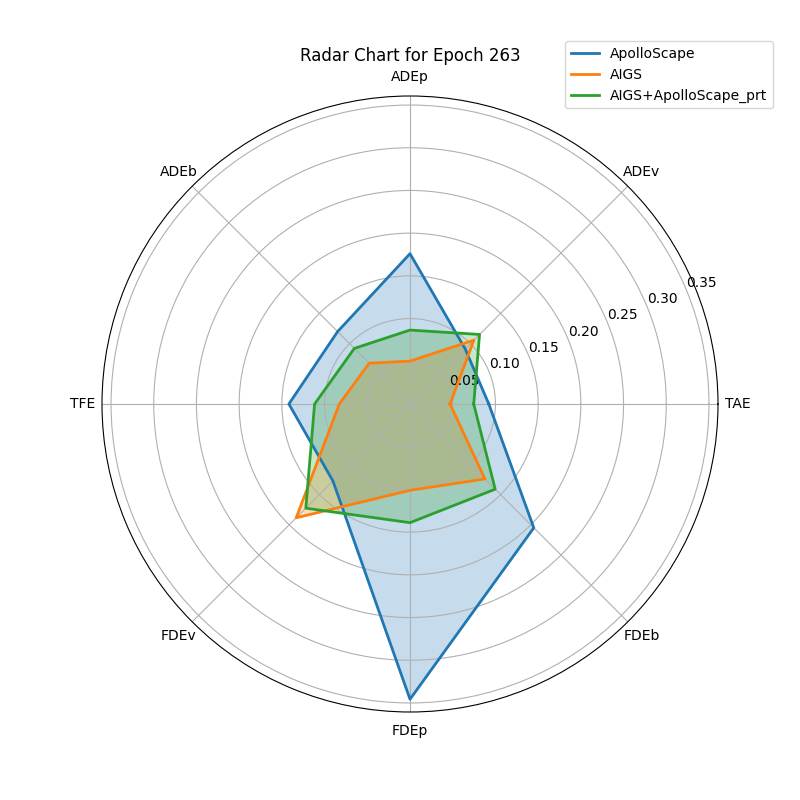 Radar Chart for Epoch 263
ApolloScape
AIGS
AIGS+ApolloScape_prt
ADEp
ADEb
ADEv
0.35
0.30
0.25
0.20
0.15
0.10
0.05
TFE
TAE
FDEv
FDEb
FDEp